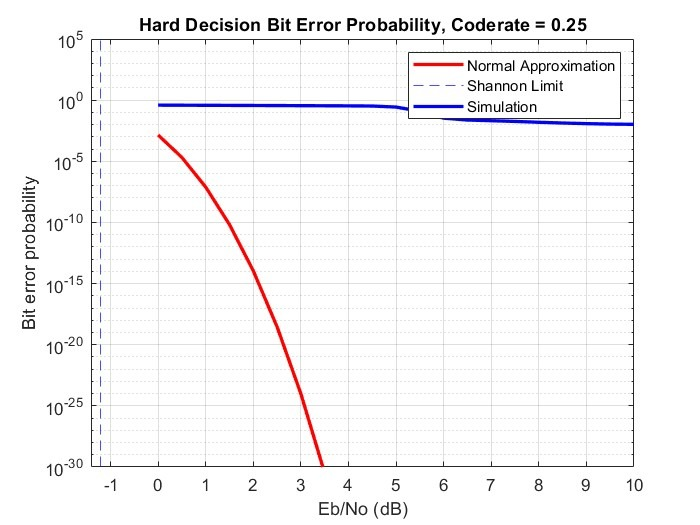 Hard Decision Bit Error Probability, Coderate = 0.25
Normal Approximation
Shannon Limit
Simulation
Bit error probability
10^5
10^0
10^-5
10^-10
10^-15
10^-20
10^-25
10^-30
-1 0 1 2 3 4 5 6 7 8 9 10
Eb/No (dB)